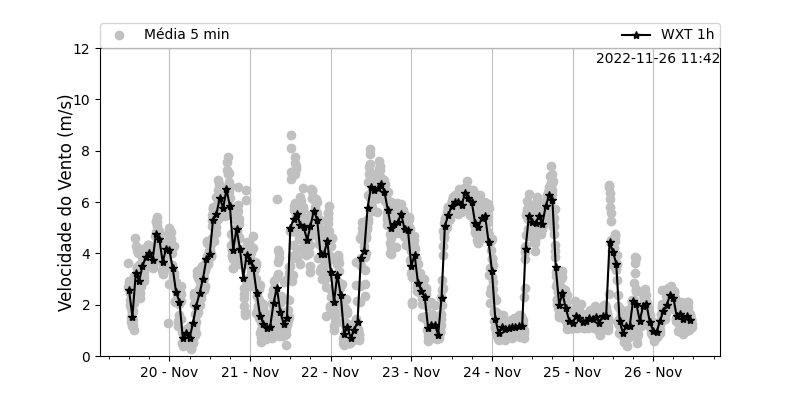 Média 5 min
WXT 1h
2022-11-26 11:42
12
10
8
6
4
2
0
Velocidade do Vento (m/s)
20 - Nov
21 - Nov
22 - Nov
23 - Nov
24 - Nov
25 - Nov
26 - Nov